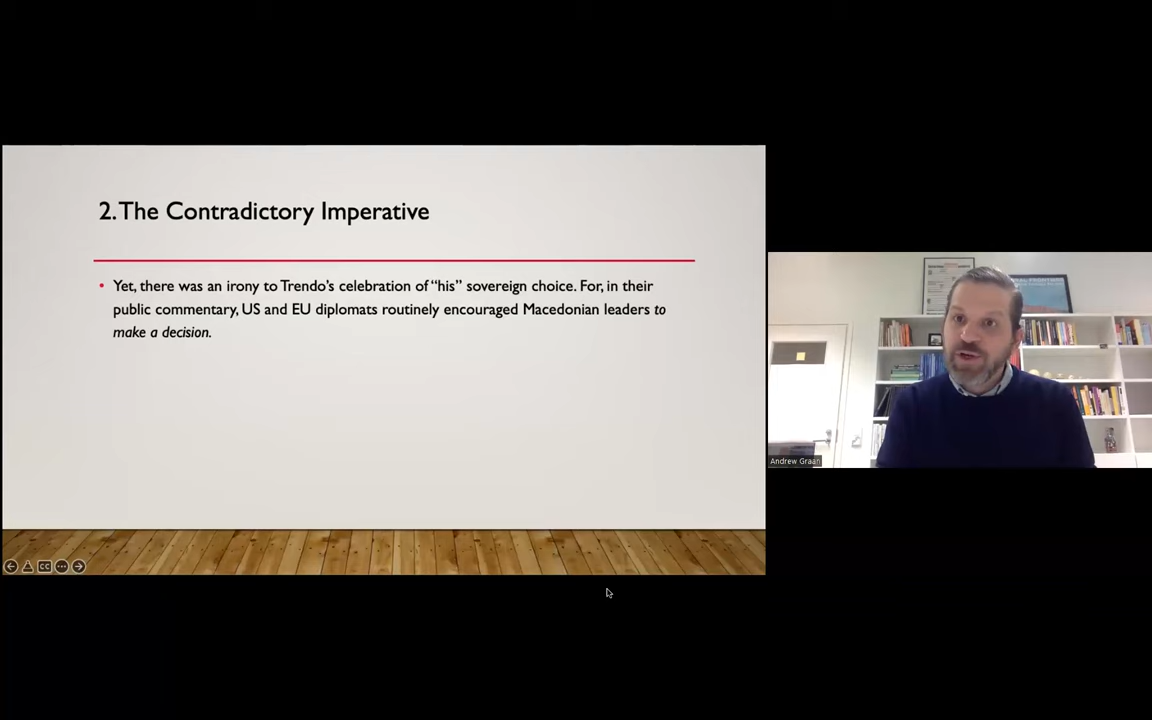 2. The Contradictory Imperative
• Yet, there was an irony to Trendo’s celebration of “his” sovereign choice. For, in their
public commentary, US and EU diplomats routinely encouraged Macedonian leaders to
make a decision.
Andrew Graan
CC